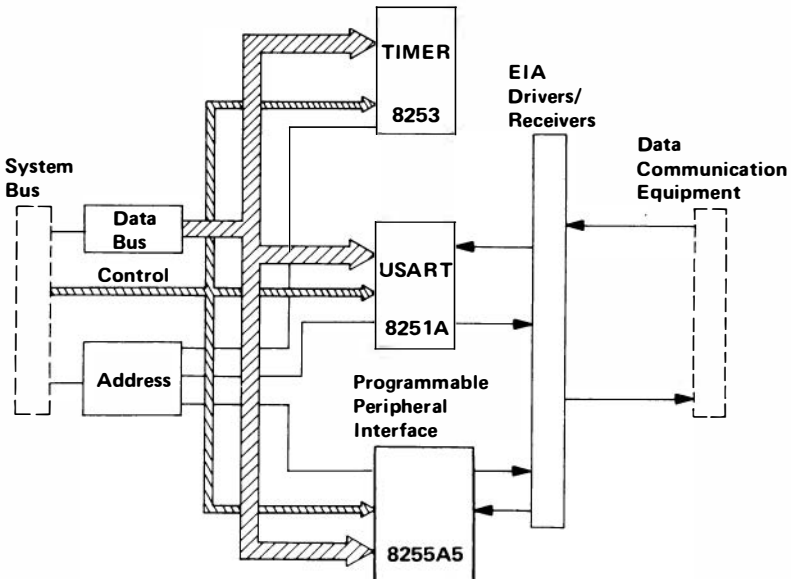 TIMER
8253
EIA
Drivers/
Receivers
System
Bus
Data
Communication
Equipment
Data
Bus
Control
USART
8251A
Address
Programmable
Peripheral
Interface
8255A5